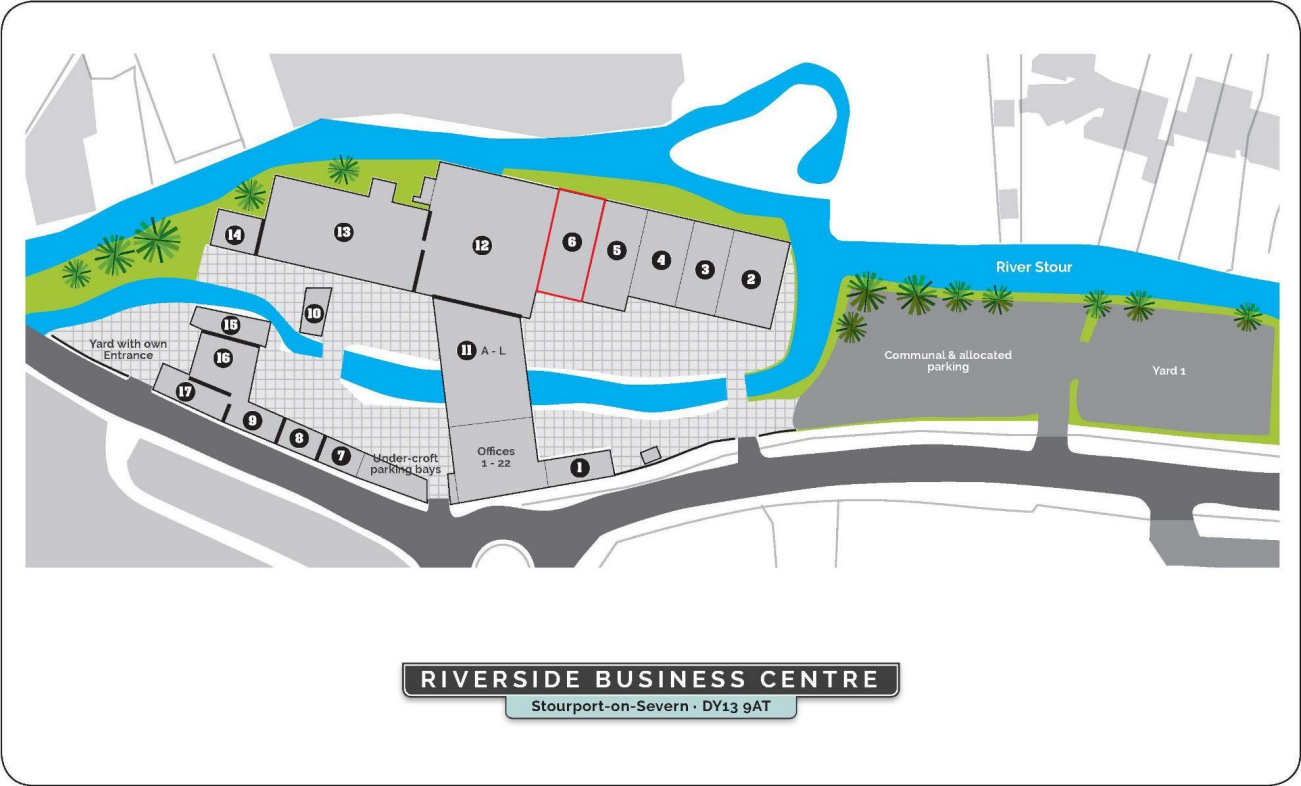 14
13
12
6
5
4
3
2
River Stour
10
15
16
17
Yard with own
Entrance
11 A - L
Communal & allocated
parking
Yard 1
9
8
7
Under-croft
parking bays
Offices
1 - 22
1
RIVERSIDE BUSINESS CENTRE
Stourport-on-Severn · DY13 9AT